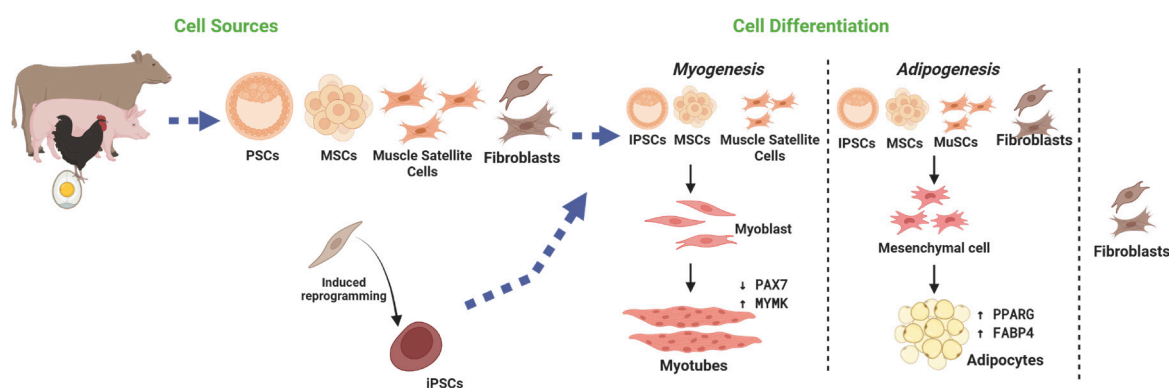 Cell Sources
PSCs
MSCs
Muscle Satellite
Cells
Fibroblasts
Induced
reprogramming
iPSCs
Cell Differentiation
Myogenesis
IPSCs
MSCs
Muscle Satellite
Cells
Myoblast
↓ PAX7
↑ MYMK
Myotubes
Adipogenesis
IPSCs
MSCs
MuSCs
Fibroblasts
Mesenchymal cell
↑ PPARG
↑ FABP4
Adipocytes
Fibroblasts